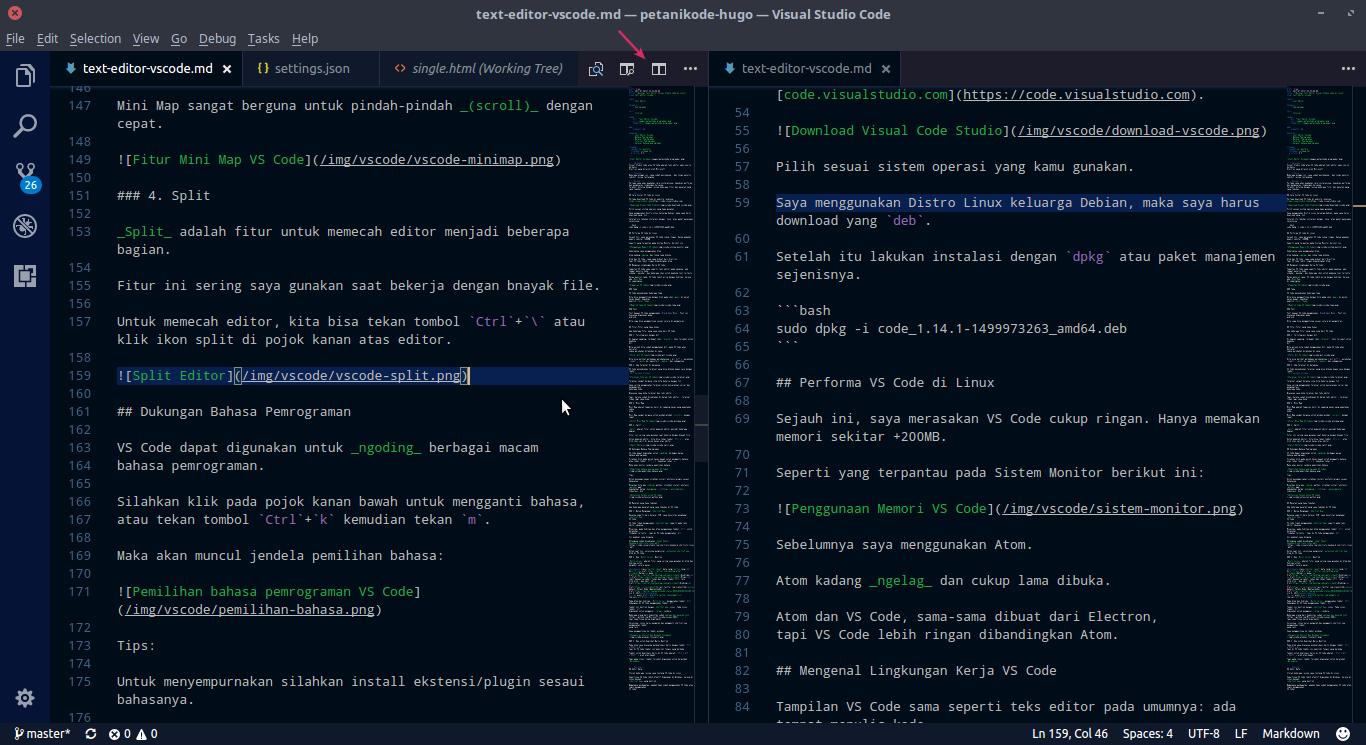 text-editor-vscode.md — petanikode-hugo — Visual Studio Code
File Edit Selection View Go Debug Tasks Help
text-editor-vscode.md × {} settings.json <> single.html (Working Tree) ···
146
147 Mini Map sangat berguna untuk pindah-pindah _(scroll)_ dengan
cepat.
148
149 ![Fitur Mini Map VS Code](/img/vscode/vscode-minimap.png)
150
151 ### 4. Split
152
153 _Split_ adalah fitur untuk memecah editor menjadi beberapa
bagian.
154
155 Fitur ini sering saya gunakan saat bekerja dengan bnayak file.
156
157 Untuk memecah editor, kita bisa tekan tombol `Ctrl`+`\` atau
klik ikon split di pojok kanan atas editor.
158
159 ![Split Editor](/img/vscode/vscode-split.png)
160
161 ## Dukungan Bahasa Pemrograman
162
163 VS Code dapat digunakan untuk _ngoding_ berbagai macam
164 bahasa pemrograman.
165
166 Silahkan klik pada pojok kanan bawah untuk mengganti bahasa,
167 atau tekan tombol `Ctrl`+`k` kemudian tekan `m`.
168
169 Maka akan muncul jendela pemilihan bahasa:
170
171 ![Pemilihan bahasa pemrograman VS Code]
(/img/vscode/pemilihan-bahasa.png)
172
173 Tips:
174
175 Untuk menyempurnakan silahkan install ekstensi/plugin sesaui
bahasanya.
176
text-editor-vscode.md × ···
[code.visualstudio.com](https://code.visualstudio.com).
54
55 ![Download Visual Code Studio](/img/vscode/download-vscode.png)
56
57 Pilih sesuai sistem operasi yang kamu gunakan.
58
59 Saya menggunakan Distro Linux keluarga Debian, maka saya harus
download yang `deb`.
60
61 Setelah itu lakukan instalasi dengan `dpkg` atau paket manajemen
sejenisnya.
62
63 ```bash
64 sudo dpkg -i code_1.14.1-1499973263_amd64.deb
65 ```
66
67 ## Performa VS Code di Linux
68
69 Sejauh ini, saya merasakan VS Code cukup ringan. Hanya memakan
memori sekitar +200MB.
70
71 Seperti yang terpantau pada Sistem Monitor berikut ini:
72
73 ![Penggunaan Memori VS Code](/img/vscode/sistem-monitor.png)
74
75 Sebelumnya saya menggunakan Atom.
76
77 Atom kadang _ngelag_ dan cukup lama dibuka.
78
79 Atom dan VS Code, sama-sama dibuat dari Electron,
80 tapi VS Code lebih ringan dibandingkan Atom.
81
82 ## Mengenal Lingkungan Kerja VS Code
83
84 Tampilan VS Code sama seperti teks editor pada umumnya: ada
tempat menulis kode
26
master* 0 0 Ln 159, Col 46 Spaces: 4 UTF-8 LF Markdown